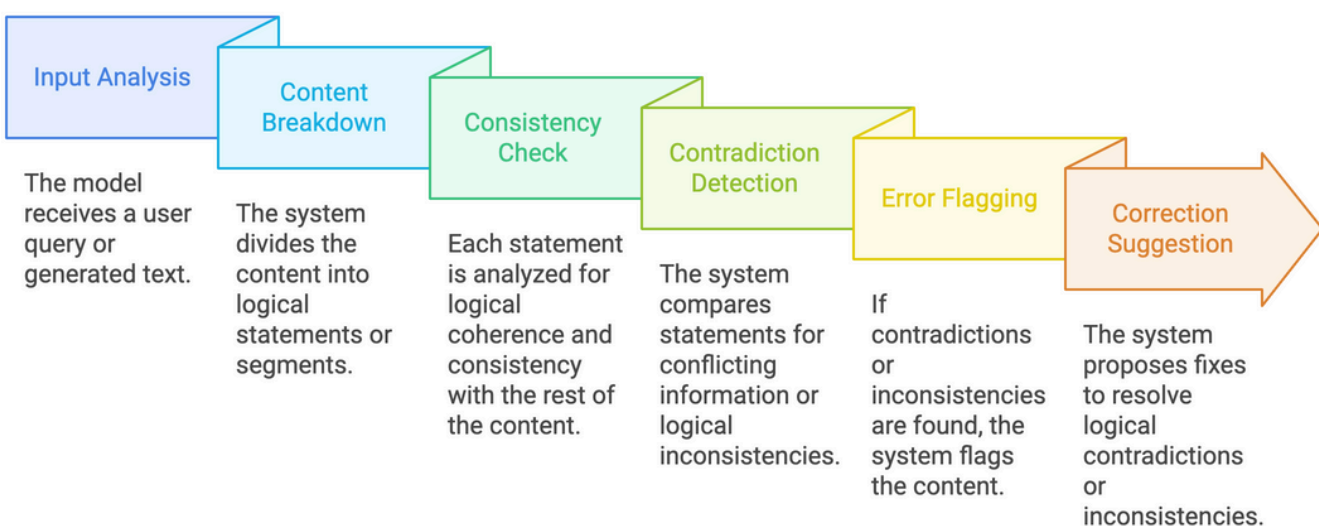 Input Analysis
The model
receives a user
query or
generated text.
Content
Breakdown
The system
divides the
content into
logical
statements or
segments.
Consistency
Check
Each statement
is analyzed for
logical
coherence and
consistency
with the rest of
the content.
Contradiction
Detection
The system
compares
statements for
conflicting
information or
logical
inconsistencies.
Error Flagging
If
contradictions
or
inconsistencies
are found, the
system flags
the content.
Correction
Suggestion
The system
proposes fixes
to resolve
logical
contradictions
or
inconsistencies.